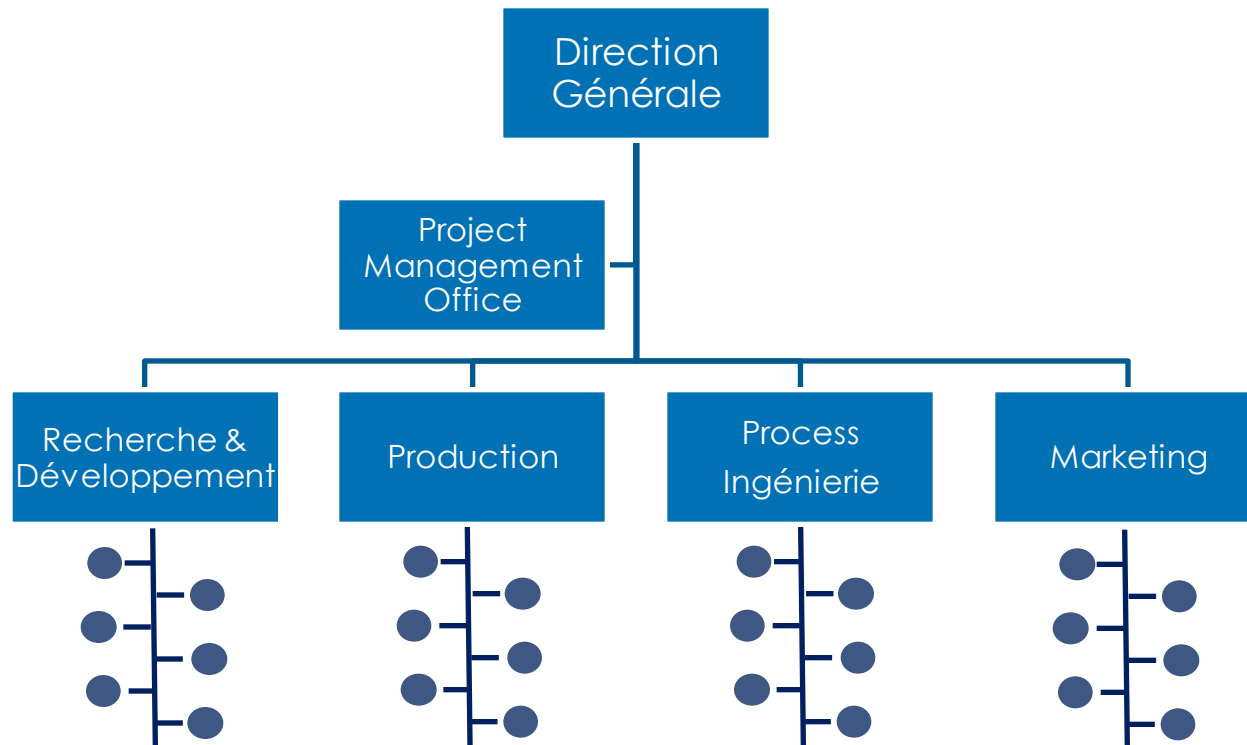 Direction
Générale
Project
Management
Office
Recherche &
Développement
Production
Process
Ingénierie
Marketing